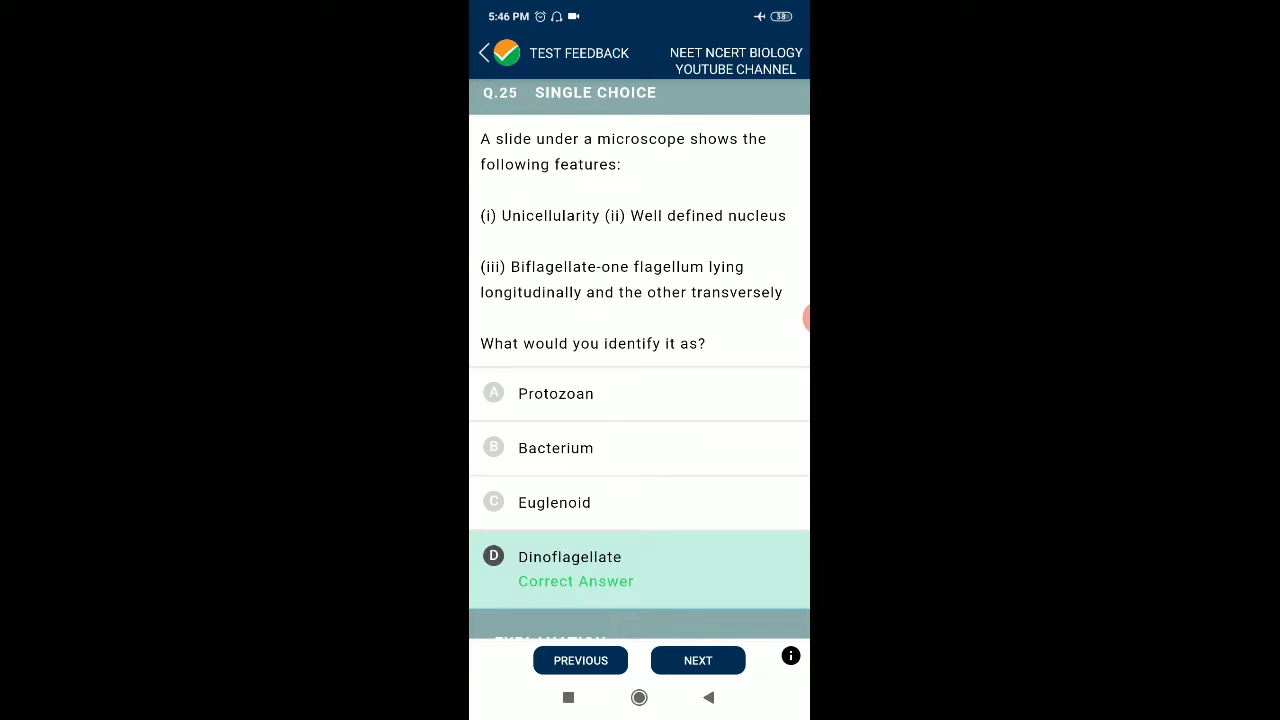 5:46 PM
38
TEST FEEDBACK
NEET NCERT BIOLOGY
YOUTUBE CHANNEL
Q.25 SINGLE CHOICE
A slide under a microscope shows the
following features:
(i) Unicellularity (ii) Well defined nucleus
(iii) Biflagellate-one flagellum lying
longitudinally and the other transversely
What would you identify it as?
A Protozoan
B Bacterium
C Euglenoid
D Dinoflagellate
Correct Answer
EXPLANATION
PREVIOUS
NEXT